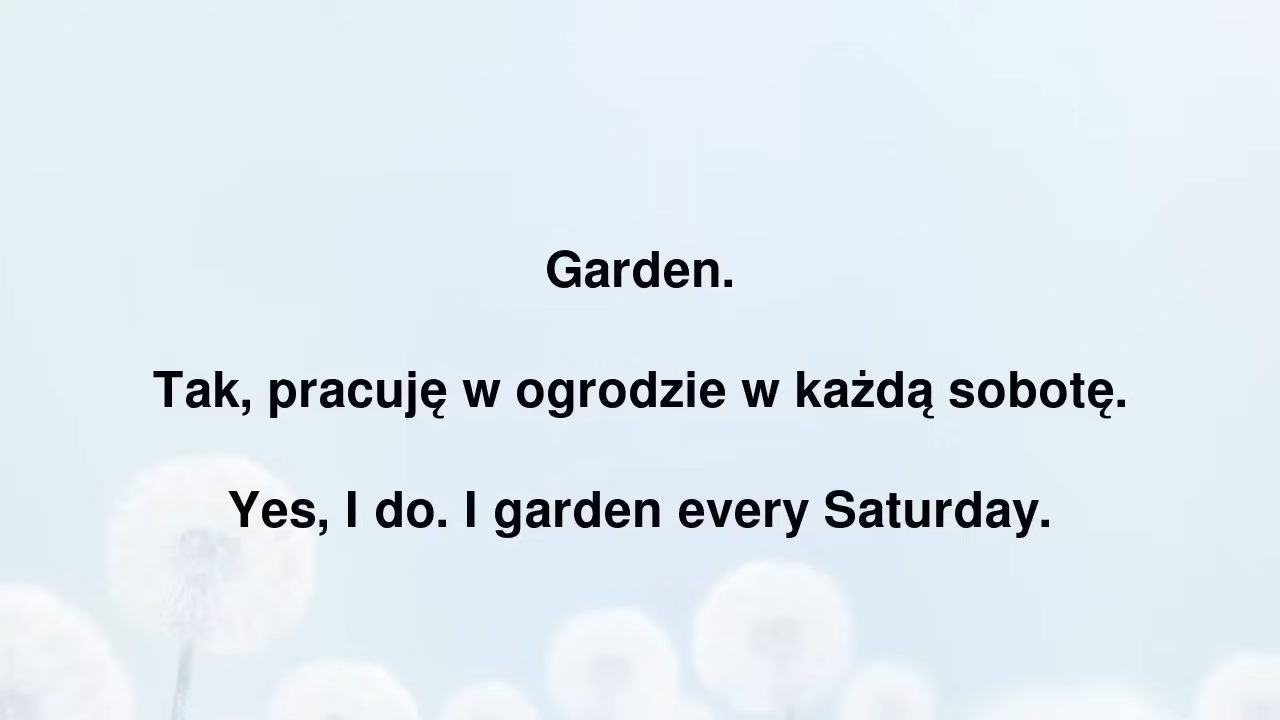 Garden.
Tak, pracuję w ogrodzie w każdą sobotę.
Yes, I do. I garden every Saturday.